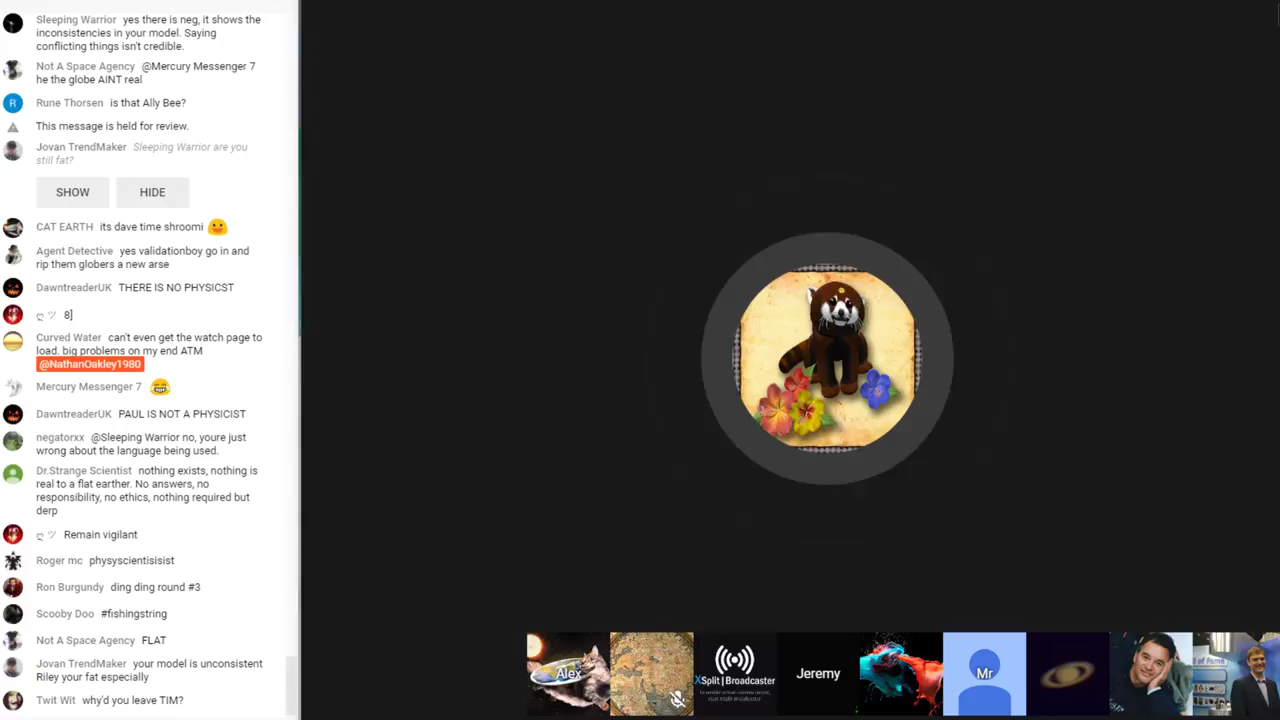 Sleeping Warrior yes there is neg, it shows the
inconsistencies in your model. Saying
conflicting things isn't credible.
Not A Space Agency @Mercury Messenger 7
he the globe AINT real
R
Rune Thorsen is that Ally Bee?
This message is held for review.
Jovan TrendMaker Sleeping Warrior are you
still fat?
SHOW HIDE
CAT EARTH its dave time shroomi
Agent Detective yes validationboy go in and
rip them globers a new arse
DawntreaderUK THERE IS NO PHYSICST
ღ ツ 8]
Curved Water can't even get the watch page to
load. big problems on my end ATM
@NathanOakley1980
Mercury Messenger 7
DawntreaderUK PAUL IS NOT A PHYSICIST
negatorxx @Sleeping Warrior no, youre just
wrong about the language being used.
Dr.Strange Scientist nothing exists, nothing is
real to a flat earther. No answers, no
responsibility, no ethics, nothing required but
derp
ღ ツ Remain vigilant
Roger mc physyscientisisist
Ron Burgundy ding ding round #3
Scooby Doo #fishingstring
Not A Space Agency FLAT
Jovan TrendMaker your model is unconsistent
Riley your fat especially
Twit Wit why'd you leave TIM?
Alex
XSplit|Broadcaster
Jeremy
Mr